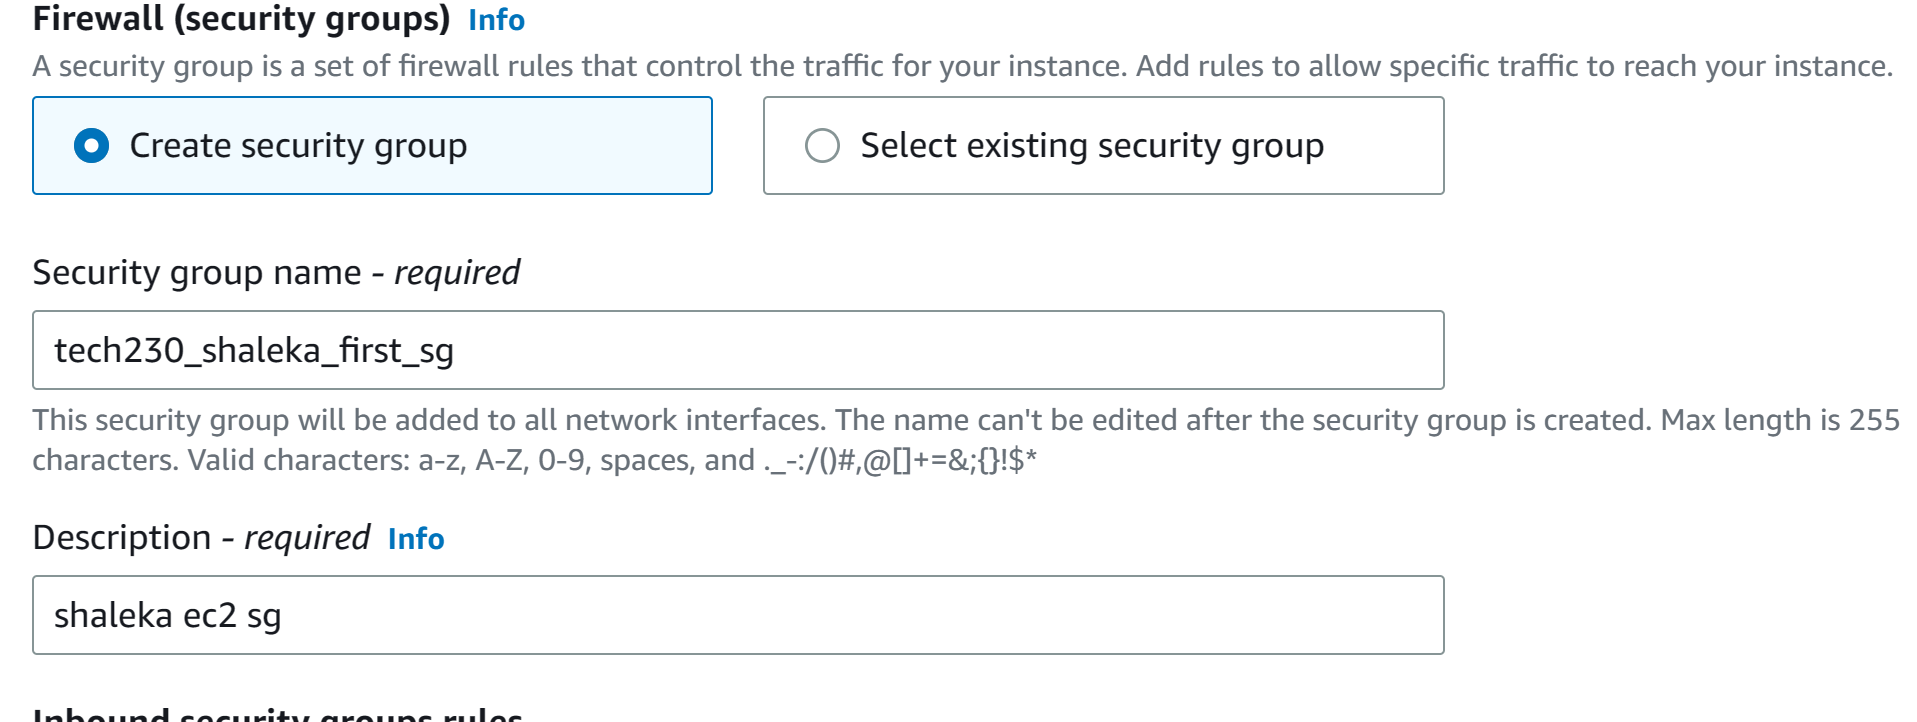 Firewall (security groups) Info
A security group is a set of firewall rules that control the traffic for your instance. Add rules to allow specific traffic to reach your instance.
Create security group
Select existing security group
Security group name - required
tech230_shaleka_first_sg
This security group will be added to all network interfaces. The name can't be edited after the security group is created. Max length is 255
characters. Valid characters: a-z, A-Z, 0-9, spaces, and ._-:/()#,@[]+=&;{}!$*
Description - required Info
shaleka ec2 sg
Inbound security groups rules